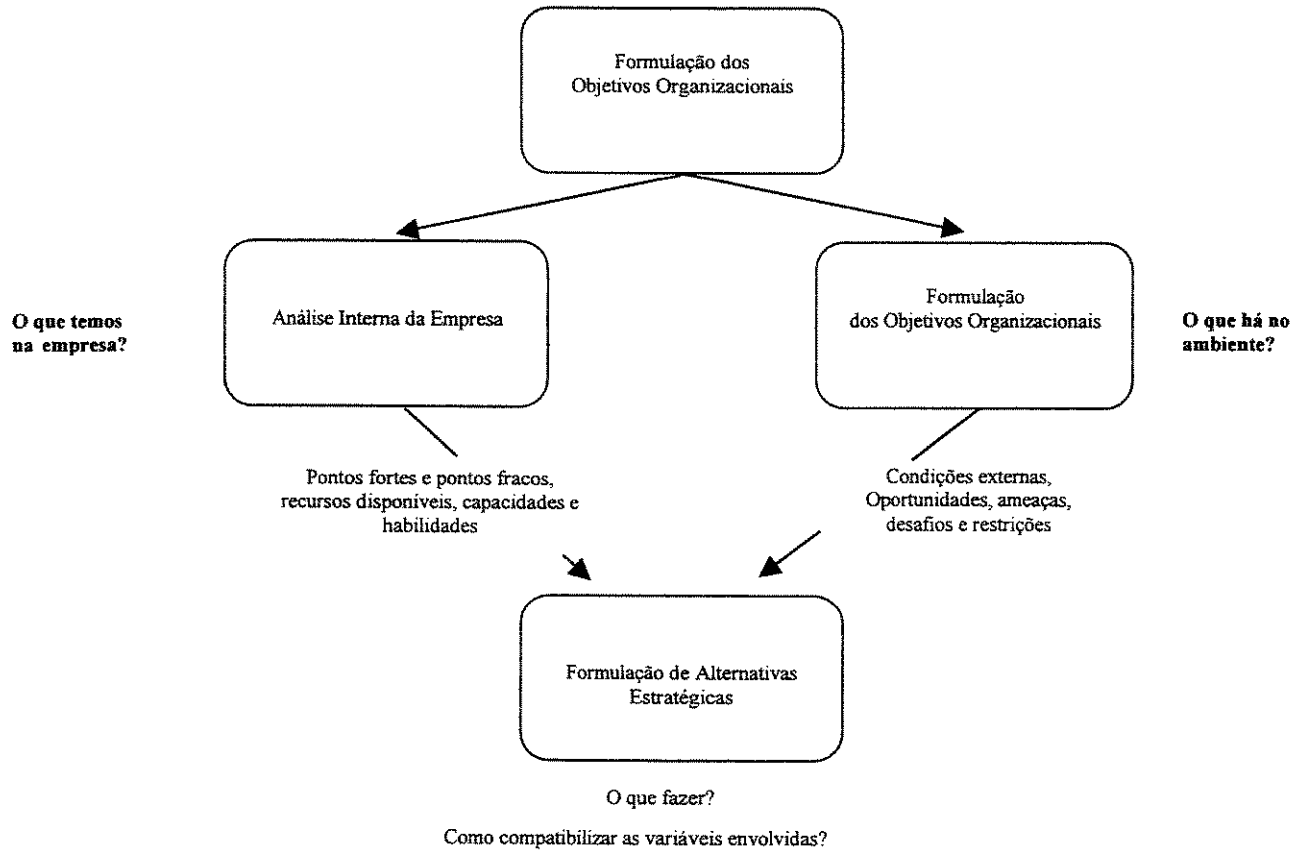 Formulação dos
Objetivos Organizacionais
O que temos
na empresa?
Análise Interna da Empresa
Formulação
dos Objetivos Organizacionais
O que há no
ambiente?
Pontos fortes e pontos fracos,
recursos disponíveis, capacidades e
habilidades
Condições externas,
Oportunidades, ameaças,
desafios e restrições
Formulação de Alternativas
Estratégicas
O que fazer?
Como compatibilizar as variáveis envolvidas?